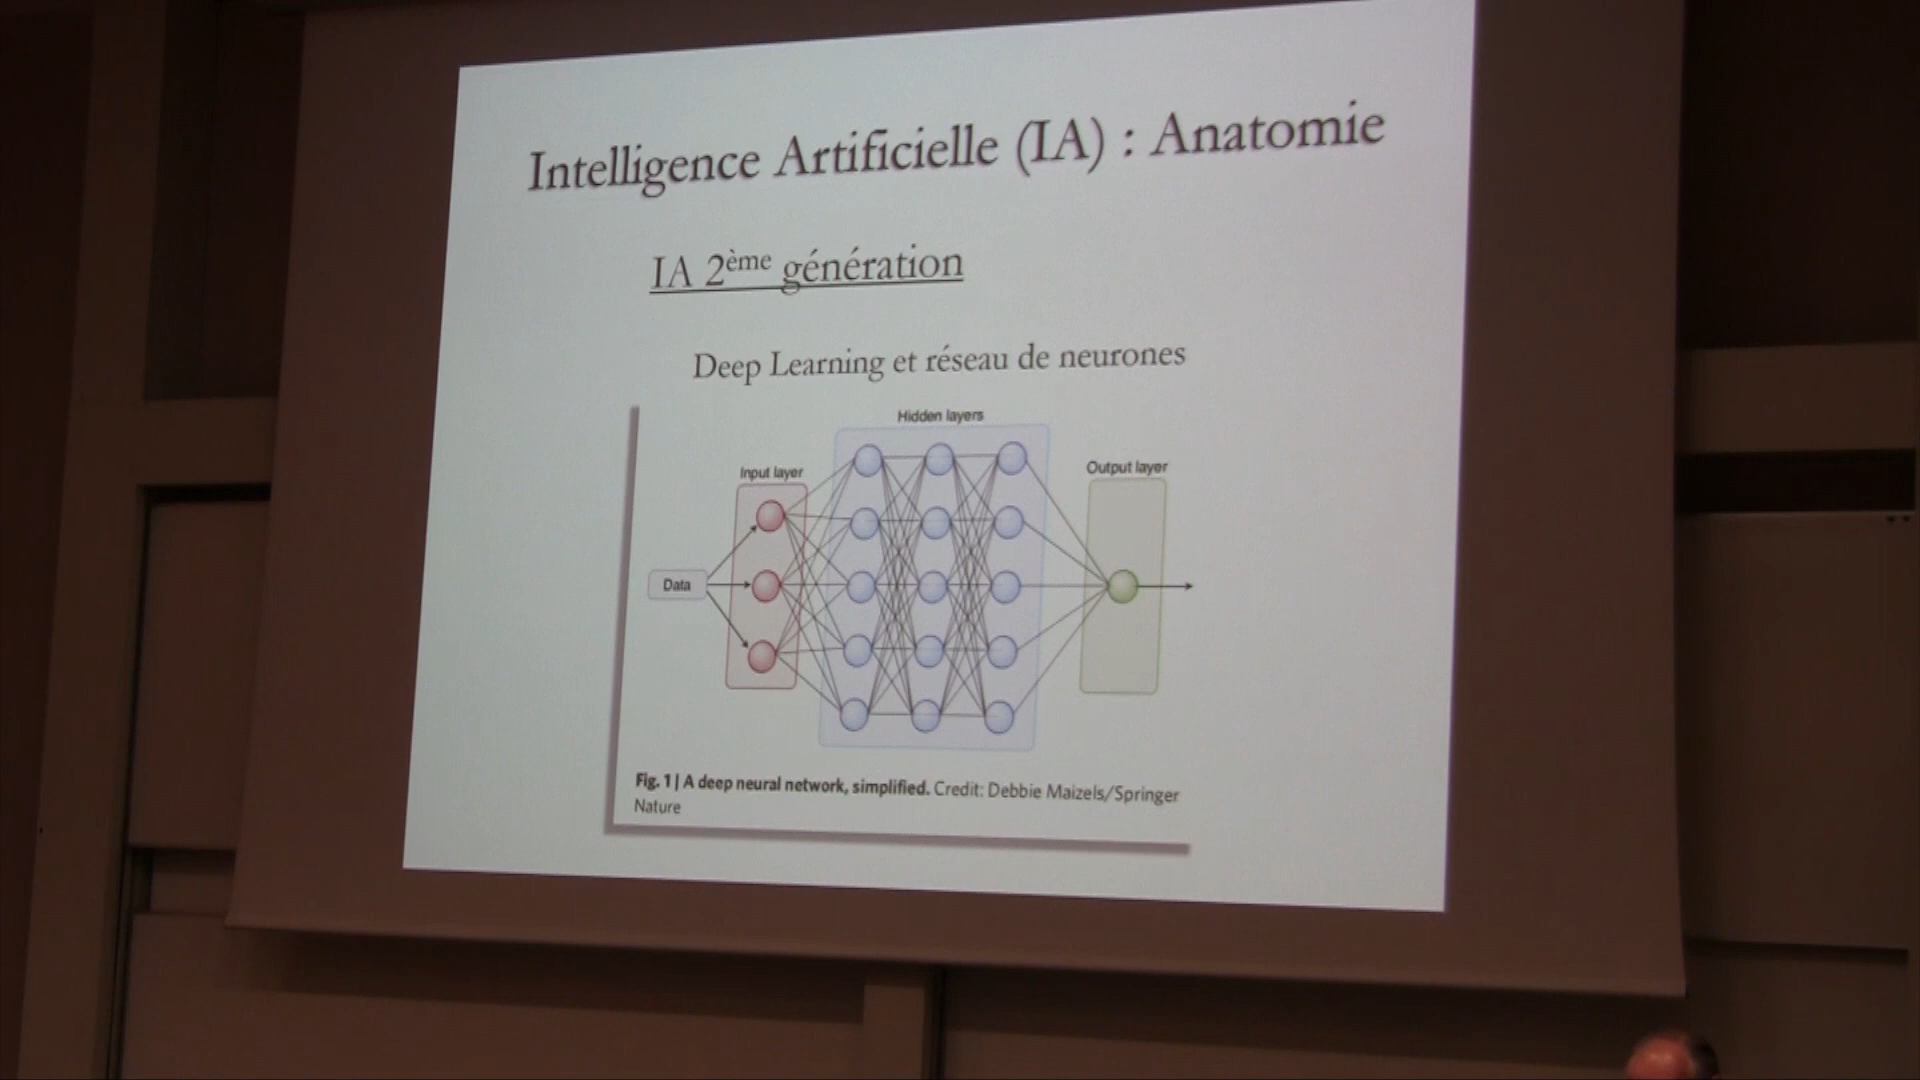 Intelligence Artificielle (IA) : Anatomie
IA 2ème génération
Deep Learning et réseau de neurones
Hidden layers
Input layer
Output layer
Data
Fig. 1 | A deep neural network, simplified. Credit: Debbie Maizels/Springer
Nature